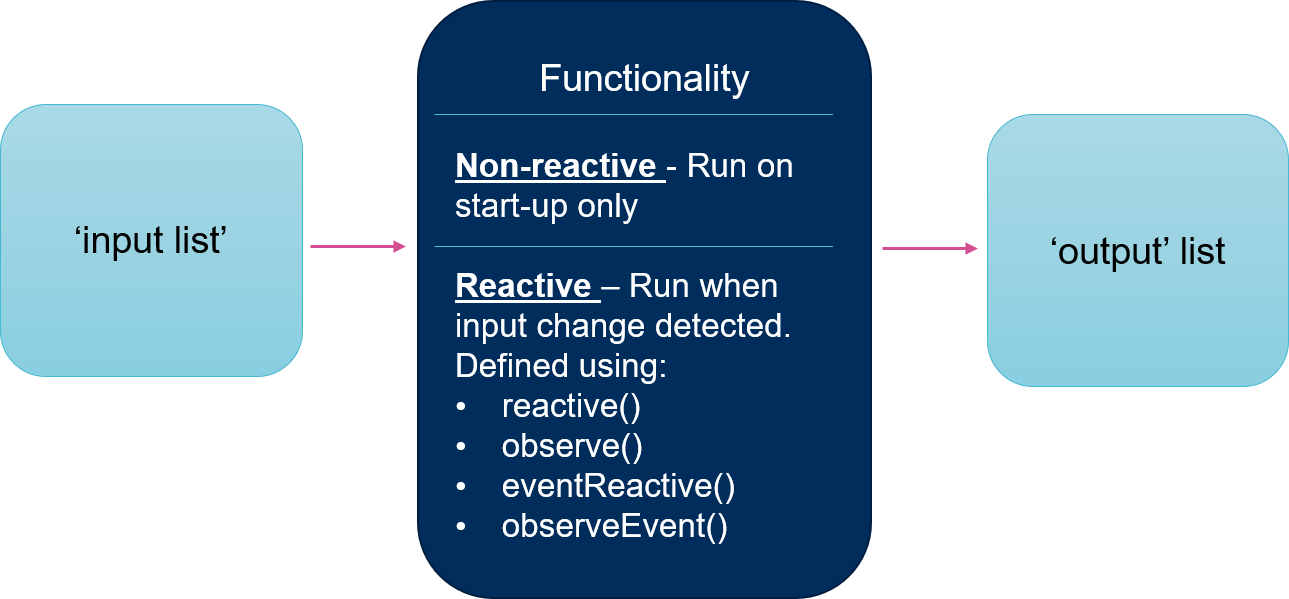 ‘input list’
Functionality
Non-reactive - Run on
start-up only
Reactive – Run when
input change detected.
Defined using:
• reactive()
• observe()
• eventReactive()
• observeEvent()
‘output’ list